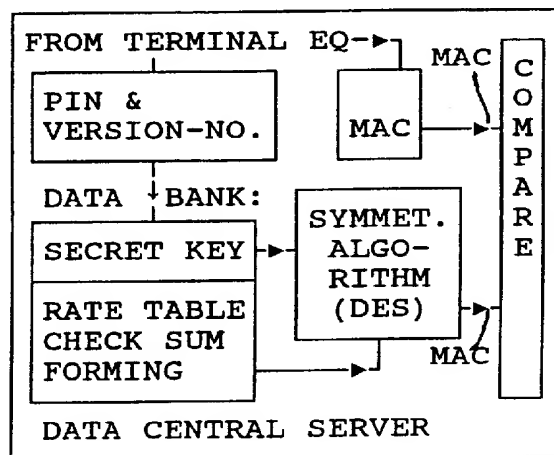 FROM TERMINAL EQ
PIN &
VERSION-NO.
MAC
MAC
COMPARE
DATA BANK:
SECRET KEY
RATE TABLE
CHECK SUM
FORMING
SYMMET.
ALGO-
RITHM
(DES)
MAC
DATA CENTRAL SERVER